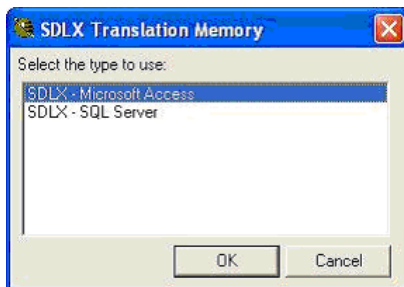 SDLX Translation Memory
Select the type to use:
SDLX - Microsoft Access
SDLX - SQL Server
OK
Cancel